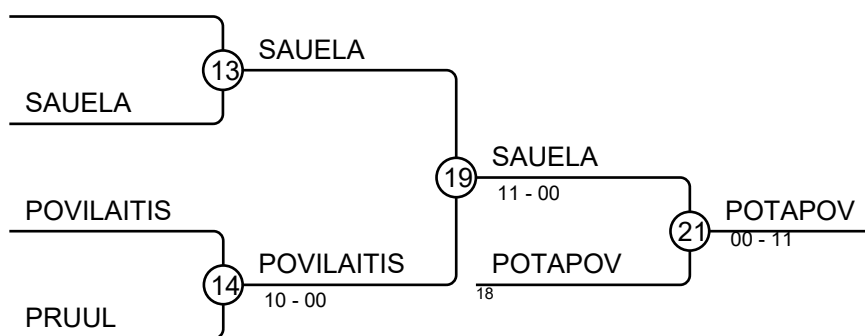 SAUELA
13
SAUELA
SAUELA
19
11 - 00
POVILAITIS
POTAPOV
21
00 - 11
POVILAITIS
14
10 - 00
POTAPOV
18
PRUUL